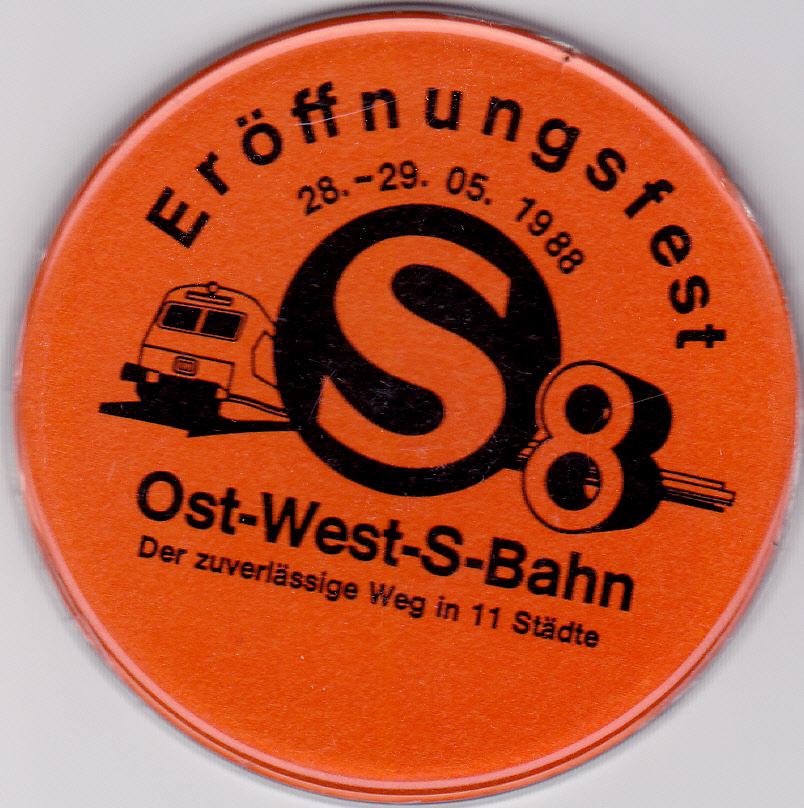 Eröffnungsfest
28.-29. 05. 1988
S 8
Ost-West-S-Bahn
Der zuverlässige Weg in 11 Städte